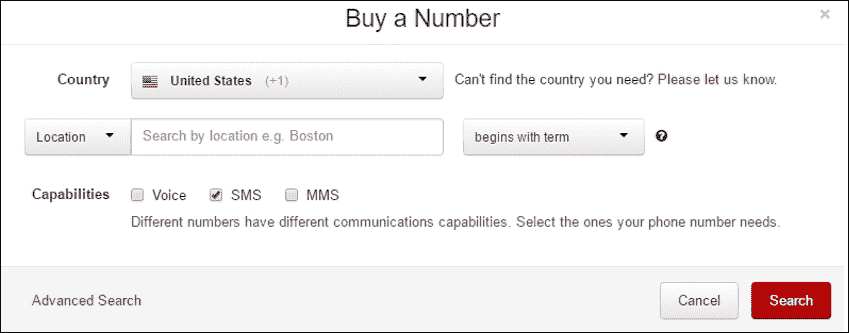 Buy a Number
×
Country United States (+1) Can't find the country you need? Please let us know.
Location Search by location e.g. Boston begins with term ?
Capabilities Voice SMS MMS
Different numbers have different communications capabilities. Select the ones your phone number needs.
Advanced Search Cancel Search